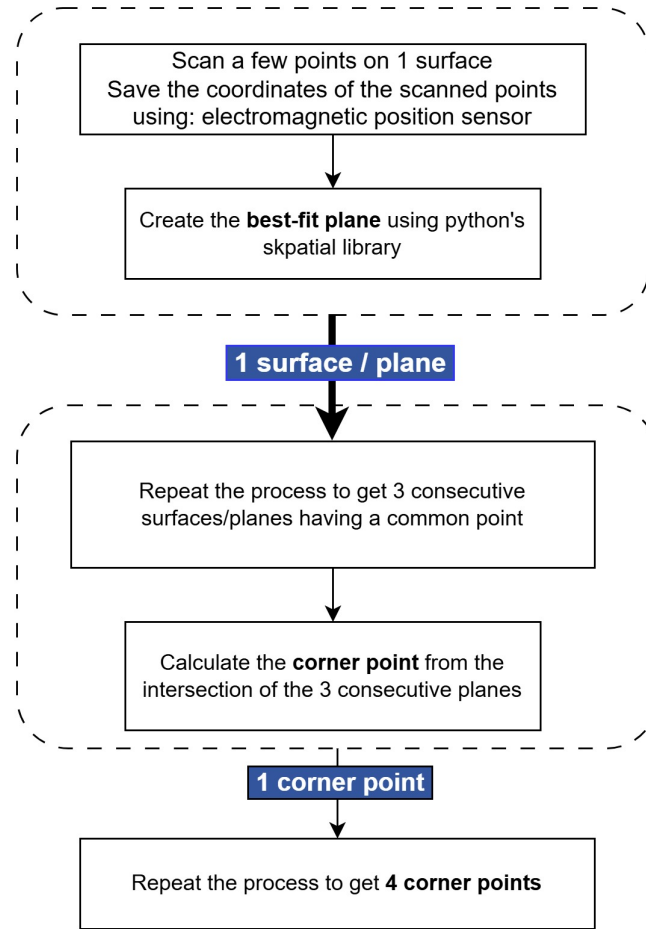 Scan a few points on 1 surface
Save the coordinates of the scanned points
using: electromagnetic position sensor
Create the best-fit plane using python's
skpatial library
1 surface / plane
Repeat the process to get 3 consecutive
surfaces/planes having a common point
Calculate the corner point from the
intersection of the 3 consecutive planes
1 corner point
Repeat the process to get 4 corner points